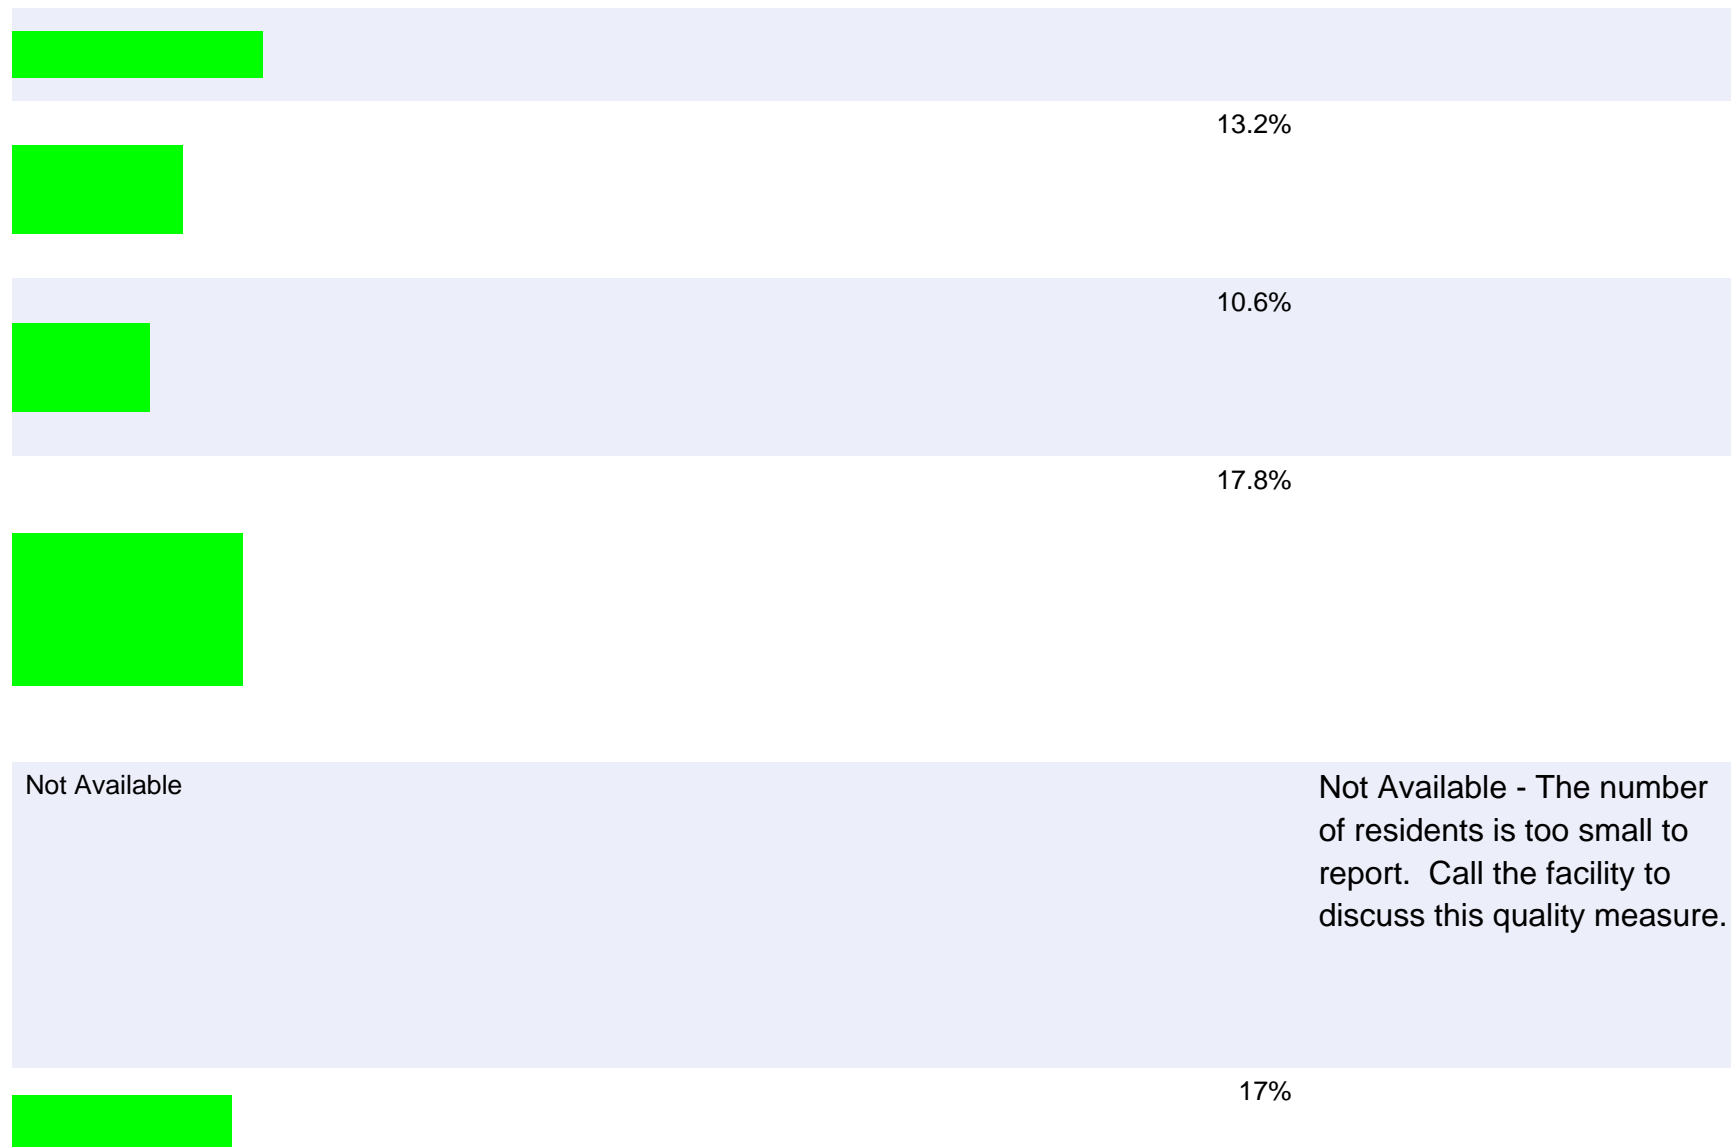 13.2%
10.6%
17.8%
Not Available
Not Available - The number
of residents is too small to
report.  Call the facility to
discuss this quality measure.
17%